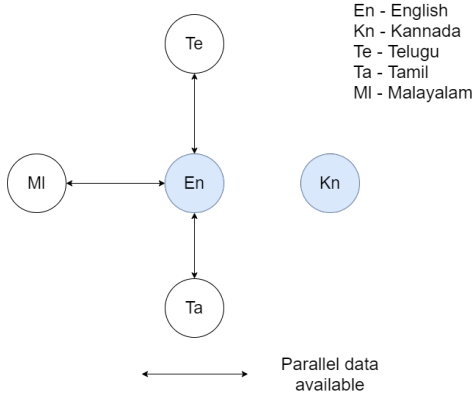 En - English
Kn - Kannada
Te - Telugu
Ta - Tamil
Ml - Malayalam
Te
Ml
En
Kn
Ta
Parallel data
available